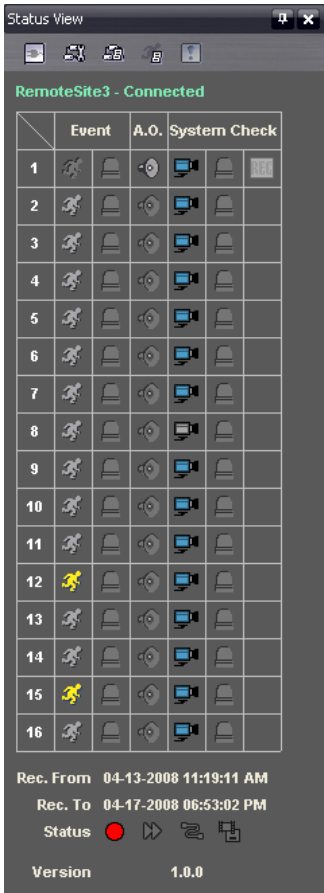 Status View
RemoteSite3 - Connected
Event A.O. System Check
1 REC
2
3
4
5
6
7
8
9
10
11
12
13
14
15
16
Rec. From 04-13-2008 11:19:11 AM
Rec. To 04-17-2008 06:53:02 PM
Status
Version 1.0.0